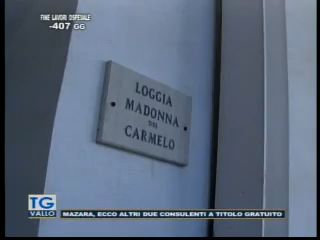 FINE LAVORI OSPEDALE
-407 GG
LOGGIA
MADONNA
DEL
CARMELO
TG
VALLO
MAZARA, ECCO ALTRI DUE CONSULENTI A TITOLO GRATUITO